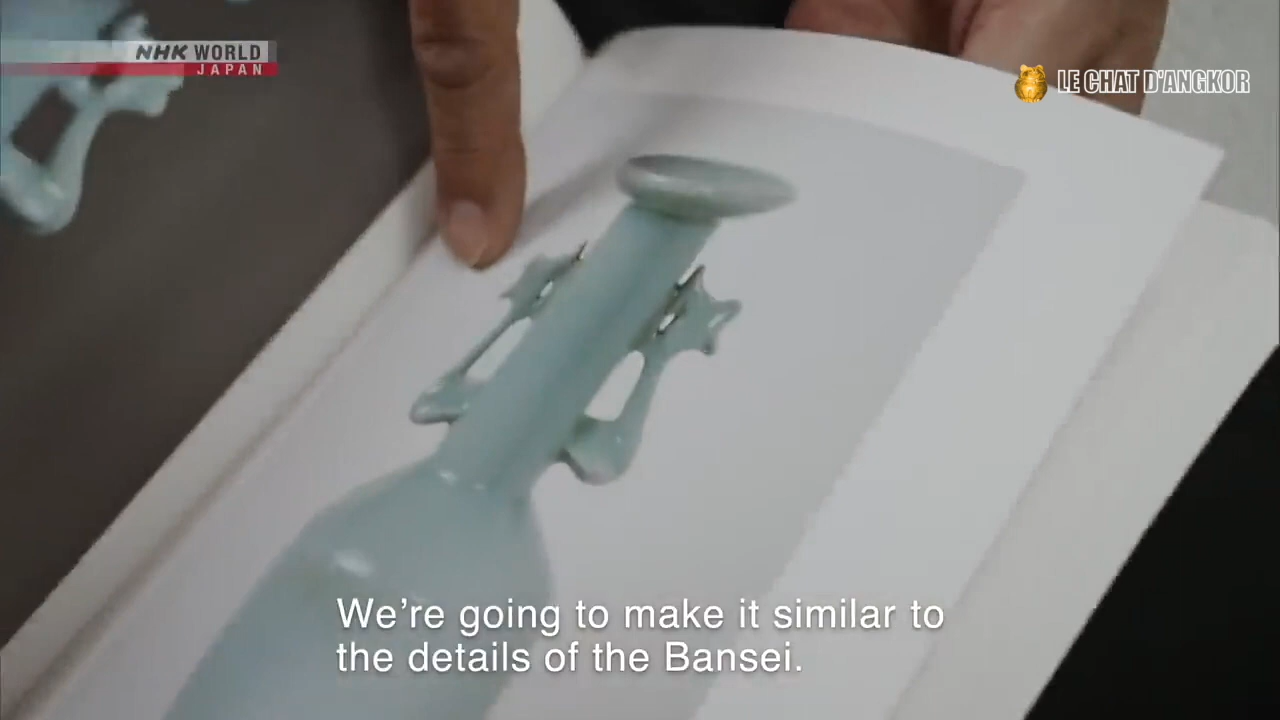 NHK WORLD
JAPAN
LE CHAT D'ANGKOR
We're going to make it similar to
the details of the Bansei.